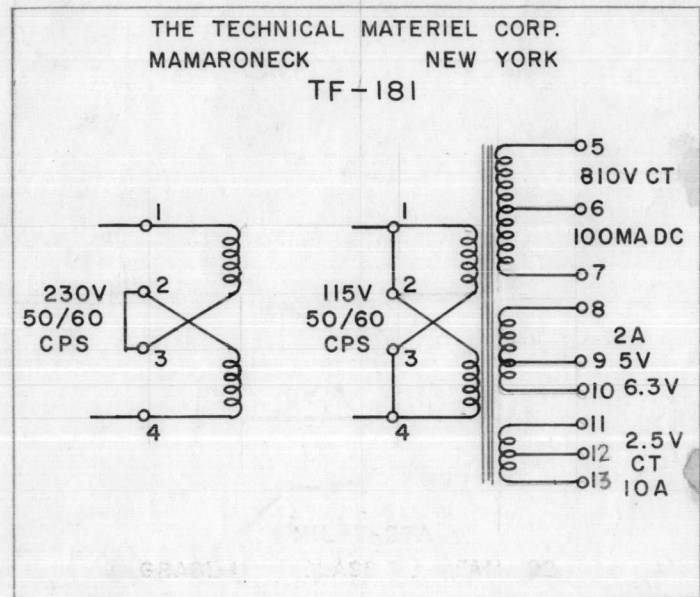 THE TECHNICAL MATERIEL CORP.
MAMARONECK NEW YORK
TF-181
1
2
230V
50/60
CPS
3
4
1
2
115V
50/60
CPS
3
4
5
810V CT
6
100MA DC
7
8
2A
9 5V
10 6.3V
11
2.5V
12
CT
13
10A